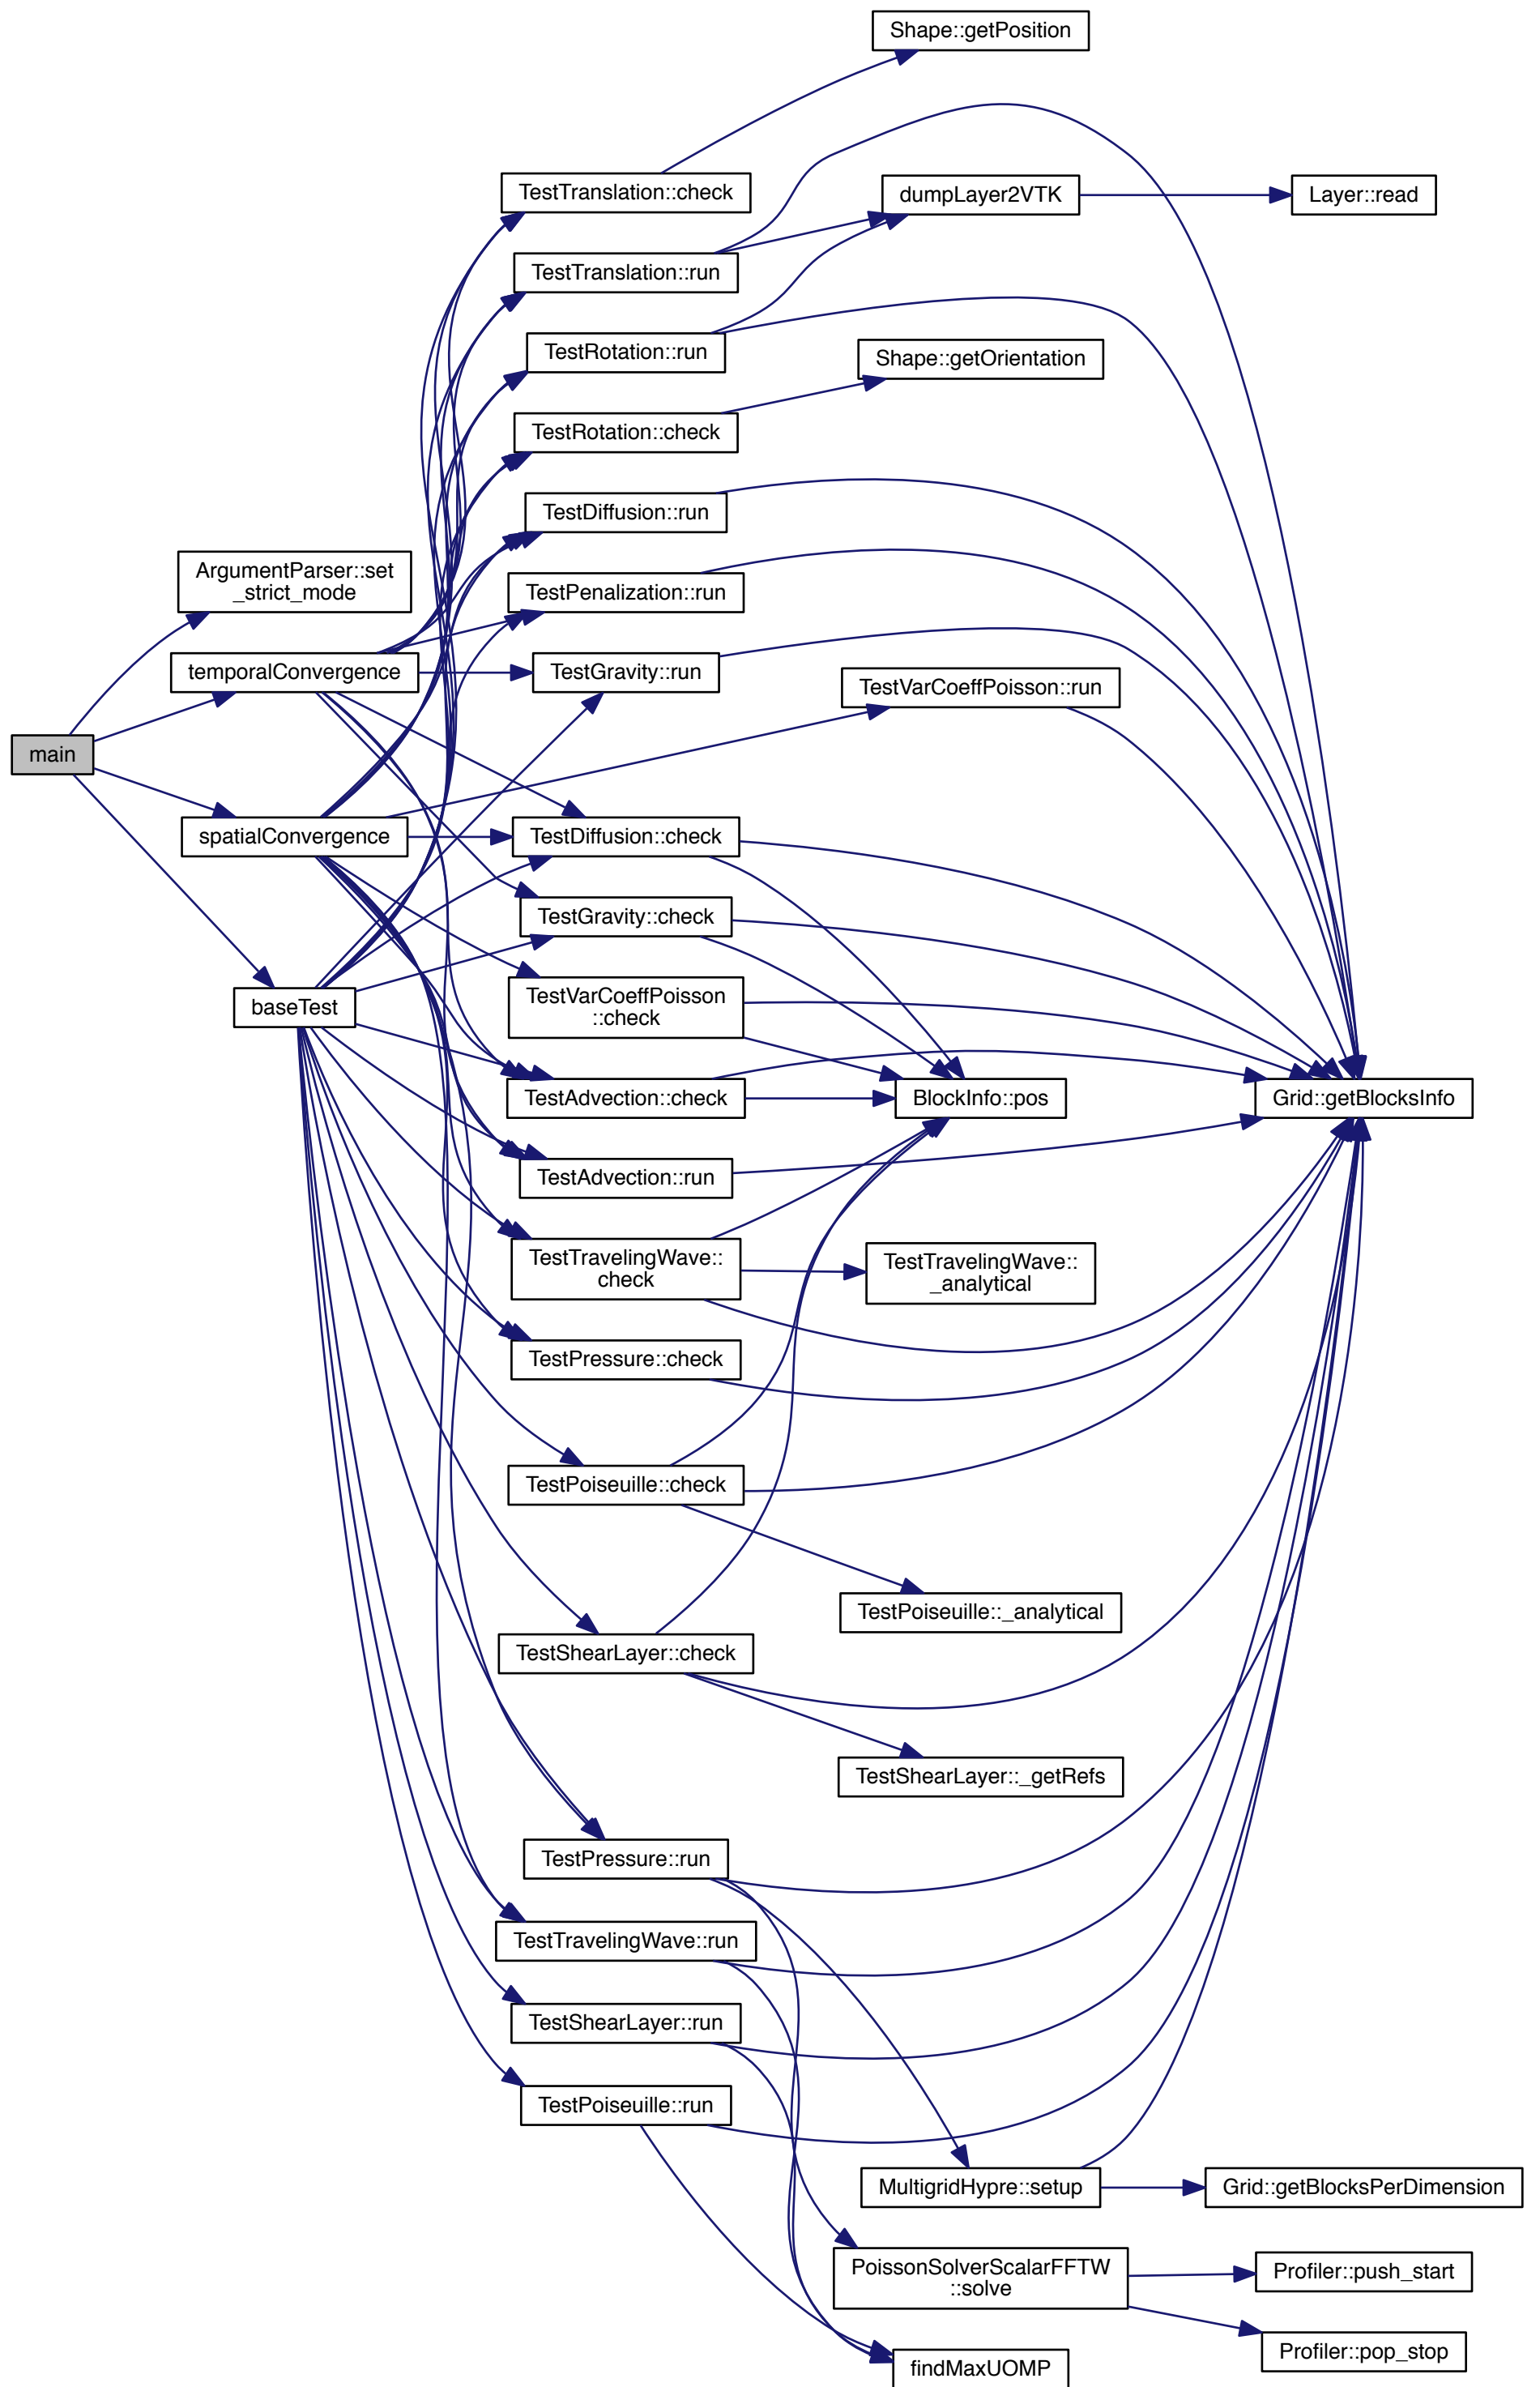 Shape::getPosition
TestTranslation::check
dumpLayer2VTK
Layer::read
TestTranslation::run
TestRotation::run
Shape::getOrientation
TestRotation::check
TestDiffusion::run
ArgumentParser::set
_strict_mode
TestPenalization::run
temporalConvergence
TestGravity::run
TestVarCoeffPoisson::run
main
spatialConvergence
TestDiffusion::check
TestGravity::check
baseTest
TestVarCoeffPoisson
::check
TestAdvection::check
BlockInfo::pos
Grid::getBlocksInfo
TestAdvection::run
TestTravelingWave::
check
TestTravelingWave::
_analytical
TestPressure::check
TestPoiseuille::check
TestPoiseuille::_analytical
TestShearLayer::check
TestShearLayer::_getRefs
TestPressure::run
TestTravelingWave::run
TestShearLayer::run
TestPoiseuille::run
MultigridHypre::setup
Grid::getBlocksPerDimension
PoissonSolverScalarFFTW
::solve
Profiler::push_start
Profiler::pop_stop
findMaxUOMP